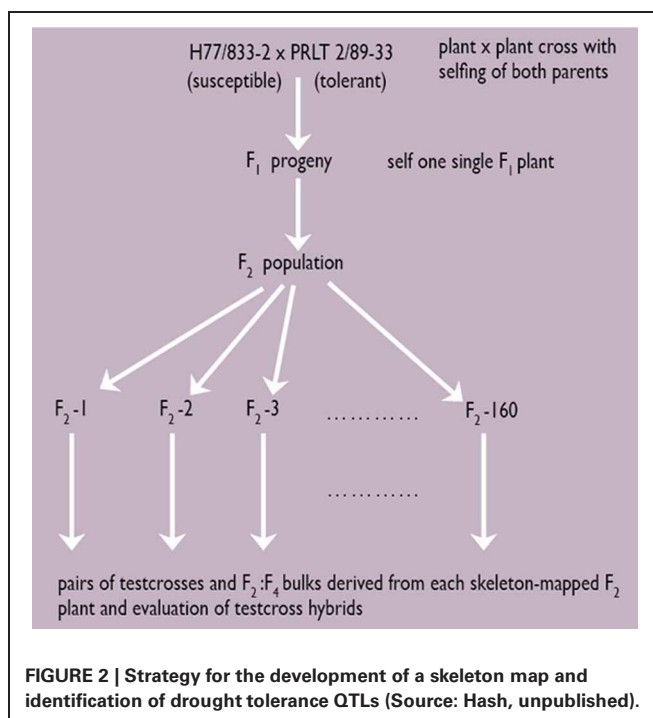 H77/833-2 x PRLT 2/89-33
(susceptible) (tolerant)
plant x plant cross with
selfing of both parents
F₁ progeny
self one single F₁ plant
F₂ population
F₂-1 F₂-2 F₂-3 ............ F₂-160
............
pairs of testcrosses and F₂:F₄ bulks derived from each skeleton-mapped F₂
plant and evaluation of testcross hybrids
FIGURE 2 | Strategy for the development of a skeleton map and
identification of drought tolerance QTLs (Source: Hash, unpublished).